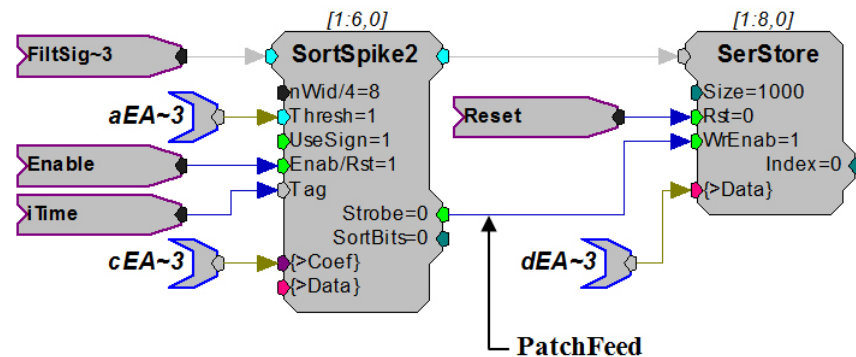 [1:6,0]
[1:8,0]
FiltSig~3
SortSpike2
SerStore
nWid/4=8
Size=1000
aEA~3
Thresh=1
Reset
Rst=0
UseSign=1
WrEnab=1
Enable
Enab/Rst=1
Index=0
iTime
Tag
{>Data}
Strobe=0
SortBits=0
cEA~3
{>Coef}
dEA~3
{>Data}
PatchFeed